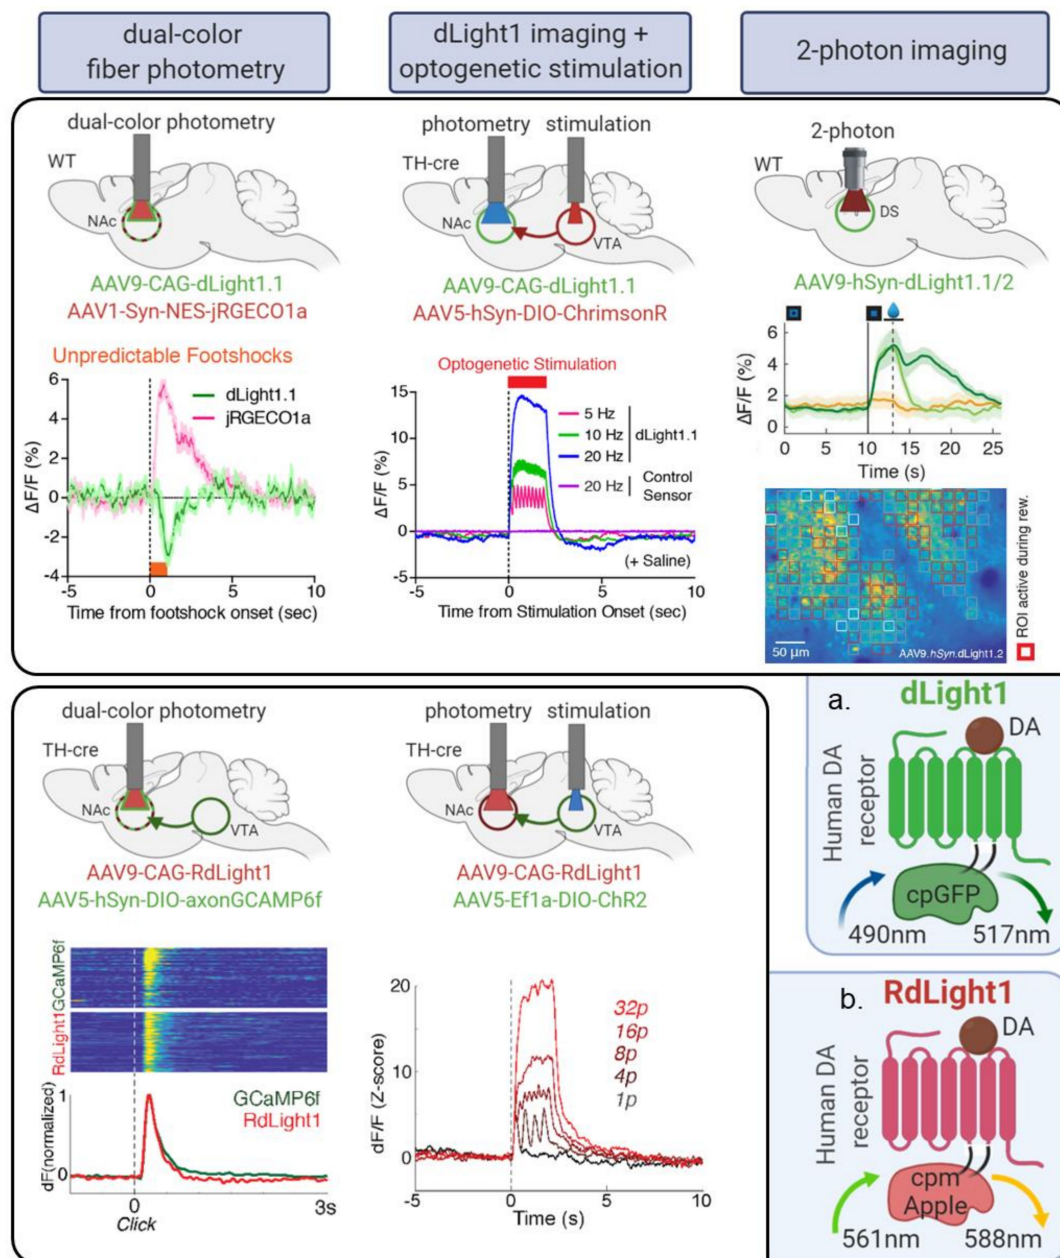 dual-color
fiber photometry
dLight1 imaging +
optogenetic stimulation
2-photon imaging
dual-color photometry
WT
NAc
AAV9-CAG-dLight1.1
AAV1-Syn-NES-jRGECO1a
Unpredictable Footshocks
dLight1.1
jRGECO1a
ΔF/F (%)
6
4
2
0
-2
-4
-5
0
5
10
Time from footshock onset (sec)
photometry
stimulation
TH-cre
NAc
VTA
AAV9-CAG-dLight1.1
AAV5-hSyn-DIO-ChrimsonR
Optogenetic Stimulation
5 Hz
10 Hz
dLight1.1
20 Hz
20 Hz
Control
Sensor
(+ Saline)
ΔF/F (%)
15
10
5
0
-5
-5
0
5
10
Time from Stimulation Onset (sec)
2-photon
WT
DS
AAV9-hSyn-dLight1.1/2
ΔF/F (%)
6
4
2
0
0
5
10
15
20
25
Time (s)
50 µm
AAV9.hSyn.dLight1.2
ROI active during rew.
dual-color photometry
TH-cre
NAc
VTA
AAV9-CAG-RdLight1
AAV5-hSyn-DIO-axonGCAMP6f
GCaMP6f
RdLight1
GCaMP6f
RdLight1
dF(normalized)
1
0
0
3s
Click
photometry
stimulation
TH-cre
NAc
VTA
AAV9-CAG-RdLight1
AAV5-Ef1a-DIO-ChR2
dF/F (Z-score)
20
10
0
32p
16p
8p
4p
1p
-5
0
5
10
Time (s)
a.
dLight1
DA
Human DA
receptor
cpGFP
490nm
517nm
b.
RdLight1
DA
Human DA
receptor
cpm
Apple
561nm
588nm